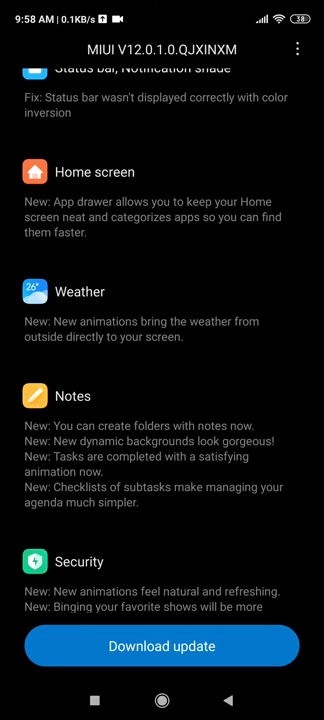 9:58 AM | 0.1KB/s
38
MIUI V12.0.1.0.QJXINXM
Status bar, Notification shade
Fix: Status bar wasn't displayed correctly with color
inversion
Home screen
New: App drawer allows you to keep your Home
screen neat and categorizes apps so you can find
them faster.
26°
Weather
New: New animations bring the weather from
outside directly to your screen.
Notes
New: You can create folders with notes now.
New: New dynamic backgrounds look gorgeous!
New: Tasks are completed with a satisfying
animation now.
New: Checklists of subtasks make managing your
agenda much simpler.
Security
New: New animations feel natural and refreshing.
New: Binging your favorite shows will be more
Download update